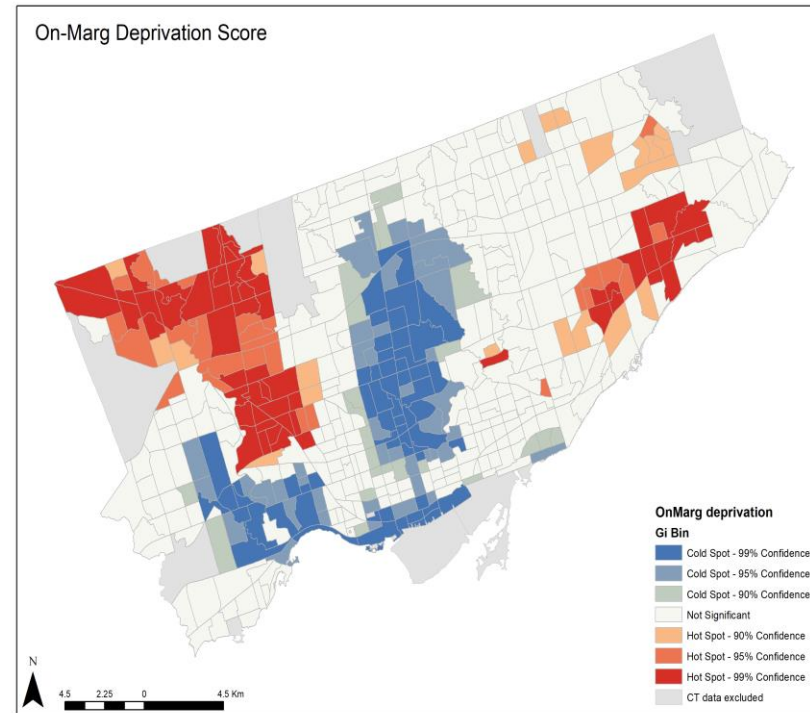 On-Marg Deprivation Score
OnMarg deprivation
Gi Bin
Cold Spot - 99% Confidence
Cold Spot - 95% Confidence
Cold Spot - 90% Confidence
Not Significant
Hot Spot - 90% Confidence
Hot Spot - 95% Confidence
Hot Spot - 99% Confidence
CT data excluded
N
4.5 2.25 0 4.5 Km